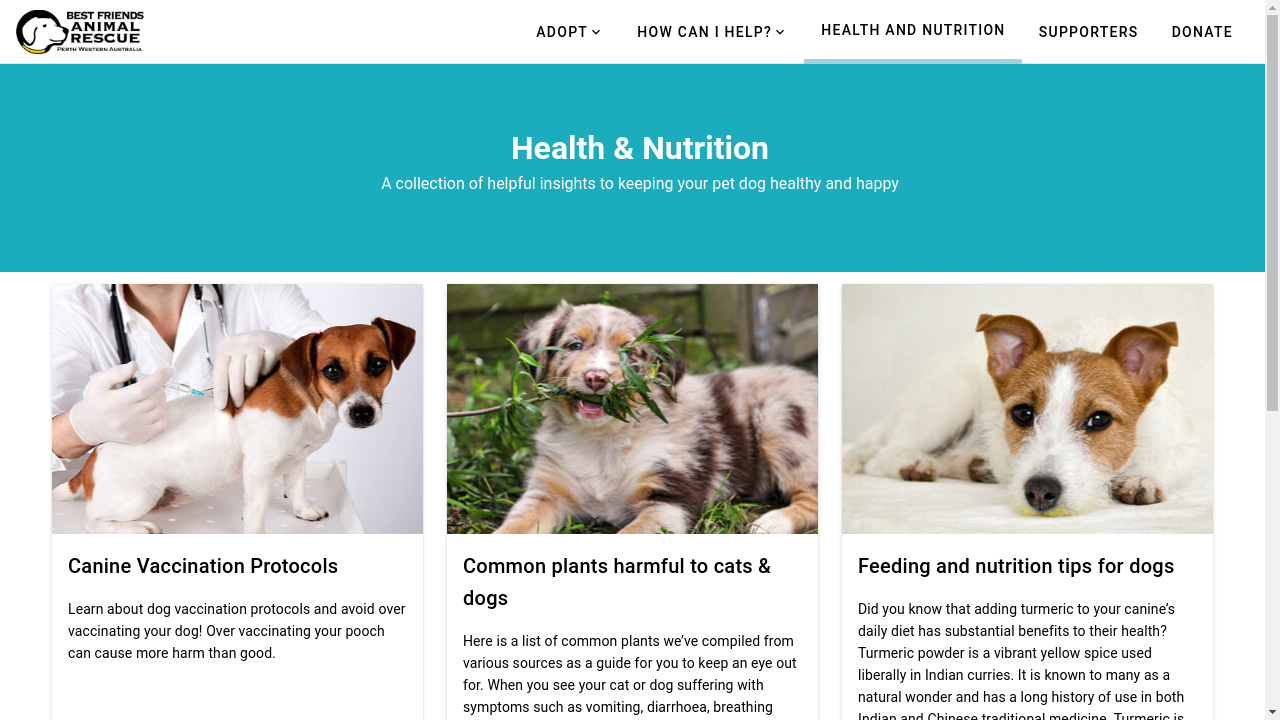 BEST FRIENDS
ANIMAL
RESCUE
PERTH WESTERN AUSTRALIA
ADOPT
HOW CAN I HELP?
HEALTH AND NUTRITION
SUPPORTERS
DONATE
Health & Nutrition
A collection of helpful insights to keeping your pet dog healthy and happy
Canine Vaccination Protocols
Learn about dog vaccination protocols and avoid over
vaccinating your dog! Over vaccinating your pooch
can cause more harm than good.
Common plants harmful to cats &
dogs
Here is a list of common plants we’ve compiled from
various sources as a guide for you to keep an eye out
for. When you see your cat or dog suffering with
symptoms such as vomiting, diarrhoea, breathing
Feeding and nutrition tips for dogs
Did you know that adding turmeric to your canine’s
daily diet has substantial benefits to their health?
Turmeric powder is a vibrant yellow spice used
liberally in Indian curries. It is known to many as a
natural wonder and has a long history of use in both
Indian and Chinese traditional medicine. Turmeric is